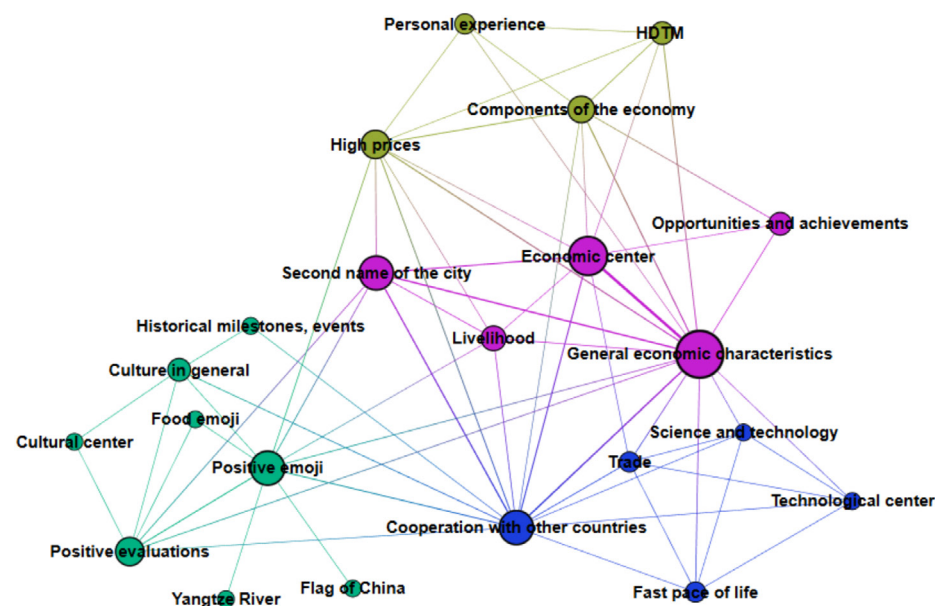 Personal experience
HDTM
Components of the economy
High prices
Opportunities and achievements
Economic center
Second name of the city
Historical milestones, events
Livelihood
General economic characteristics
Culture in general
Food emoji
Cultural center
Science and technology
Positive emoji
Trade
Technological center
Cooperation with other countries
Positive evaluations
Flag of China
Fast pace of life
Yangtze River